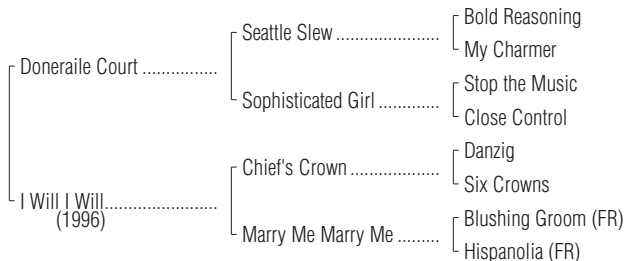 Bold Reasoning
Seattle Slew ..................
My Charmer
Doneraile Court ................
Stop the Music
Sophisticated Girl .............
Close Control
Danzig
Chief's Crown ...................
Six Crowns
I Will I Will........................
(1996)
Blushing Groom (FR)
Marry Me Marry Me .........
Hispanolia (FR)